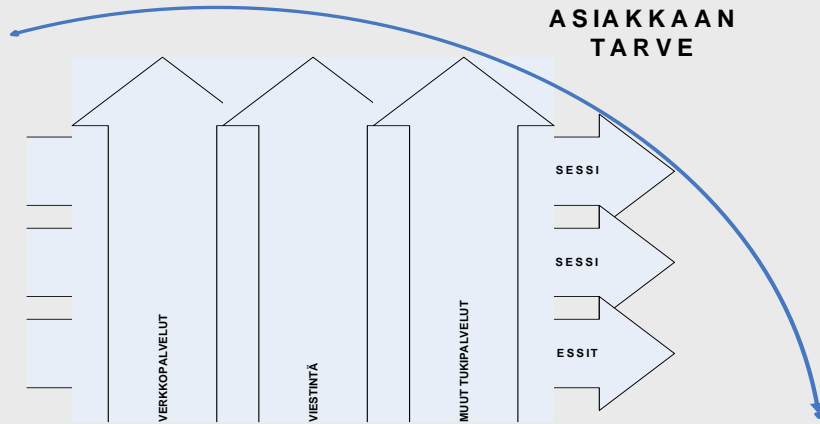 ASIAKKAAN
TARVE
SESSI
SESSI
ESSIT
VERKKOPALVELUT
VIESTINTÄ
MUUT TUKIPALVELUT